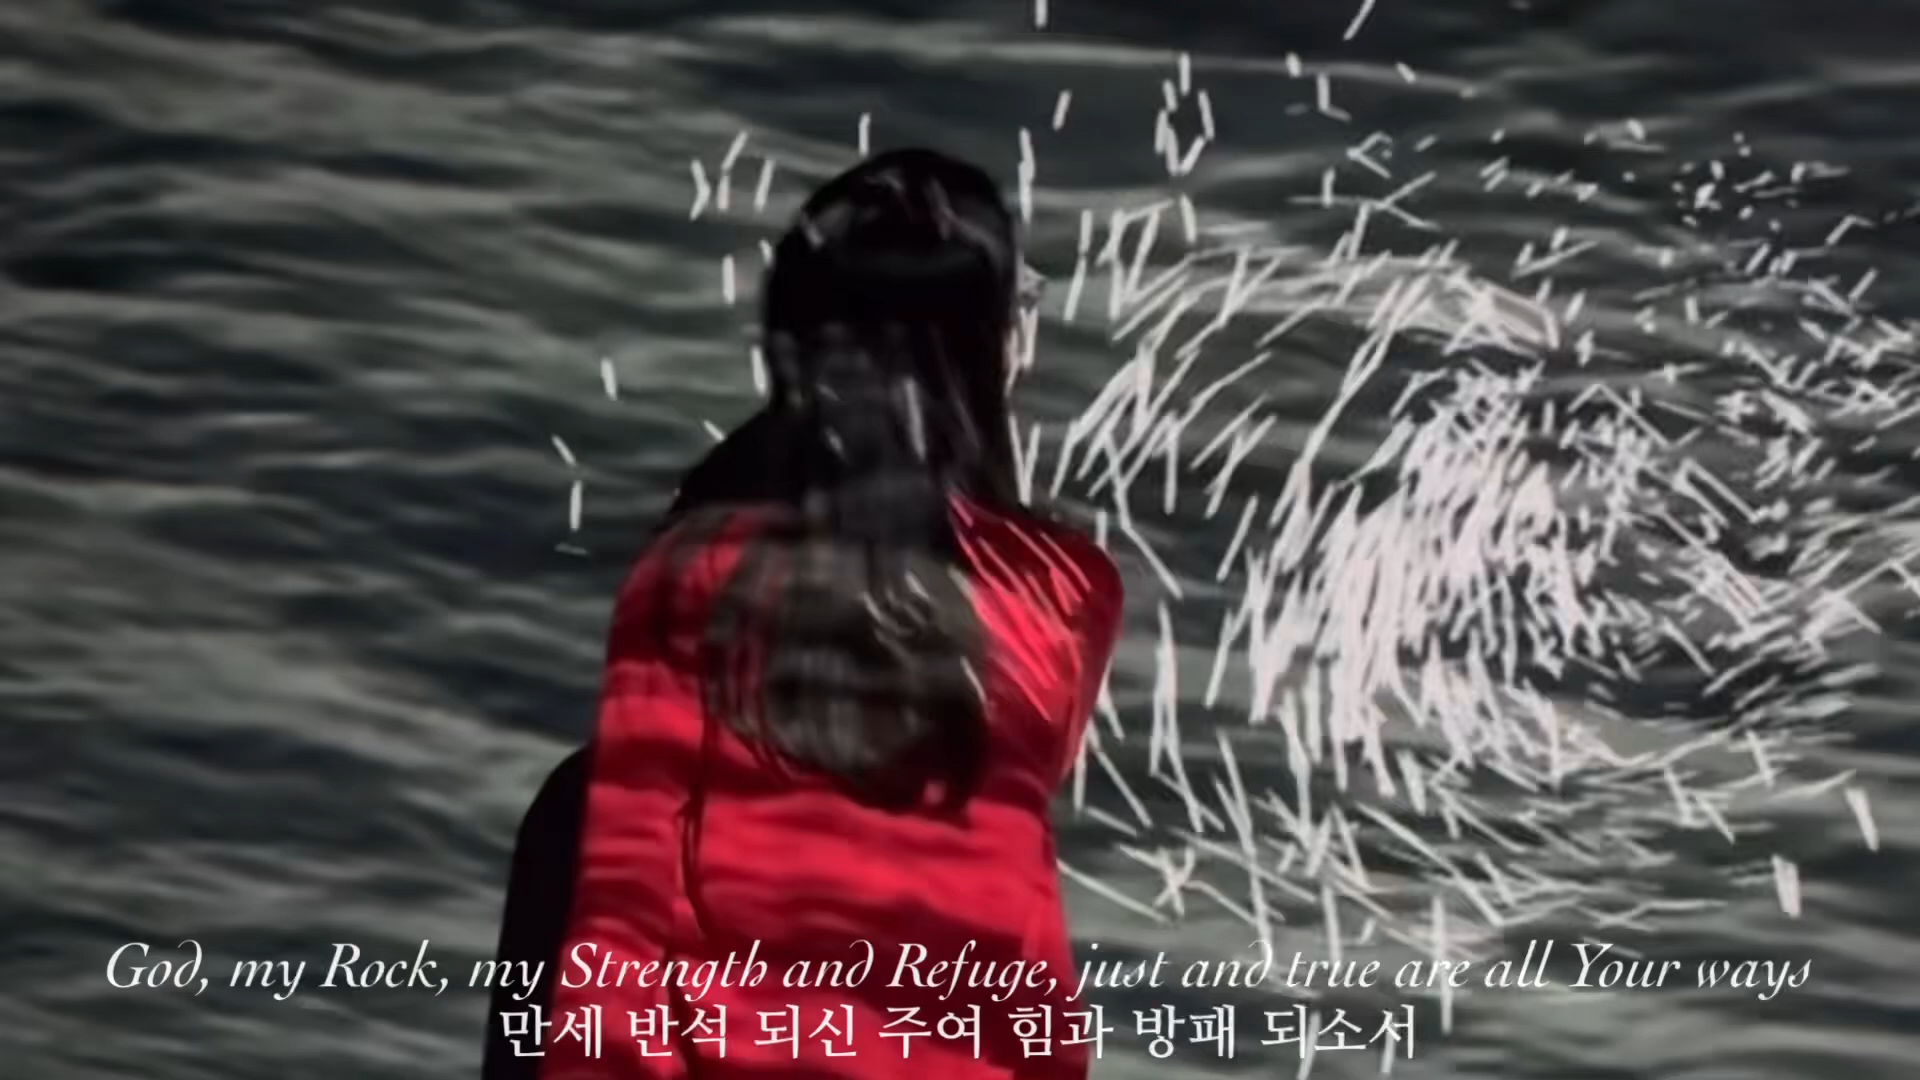 God, my Rock, my Strength and Refuge, just and true are all Your ways
만세 반석 되신 주여 힘과 방패 되소서